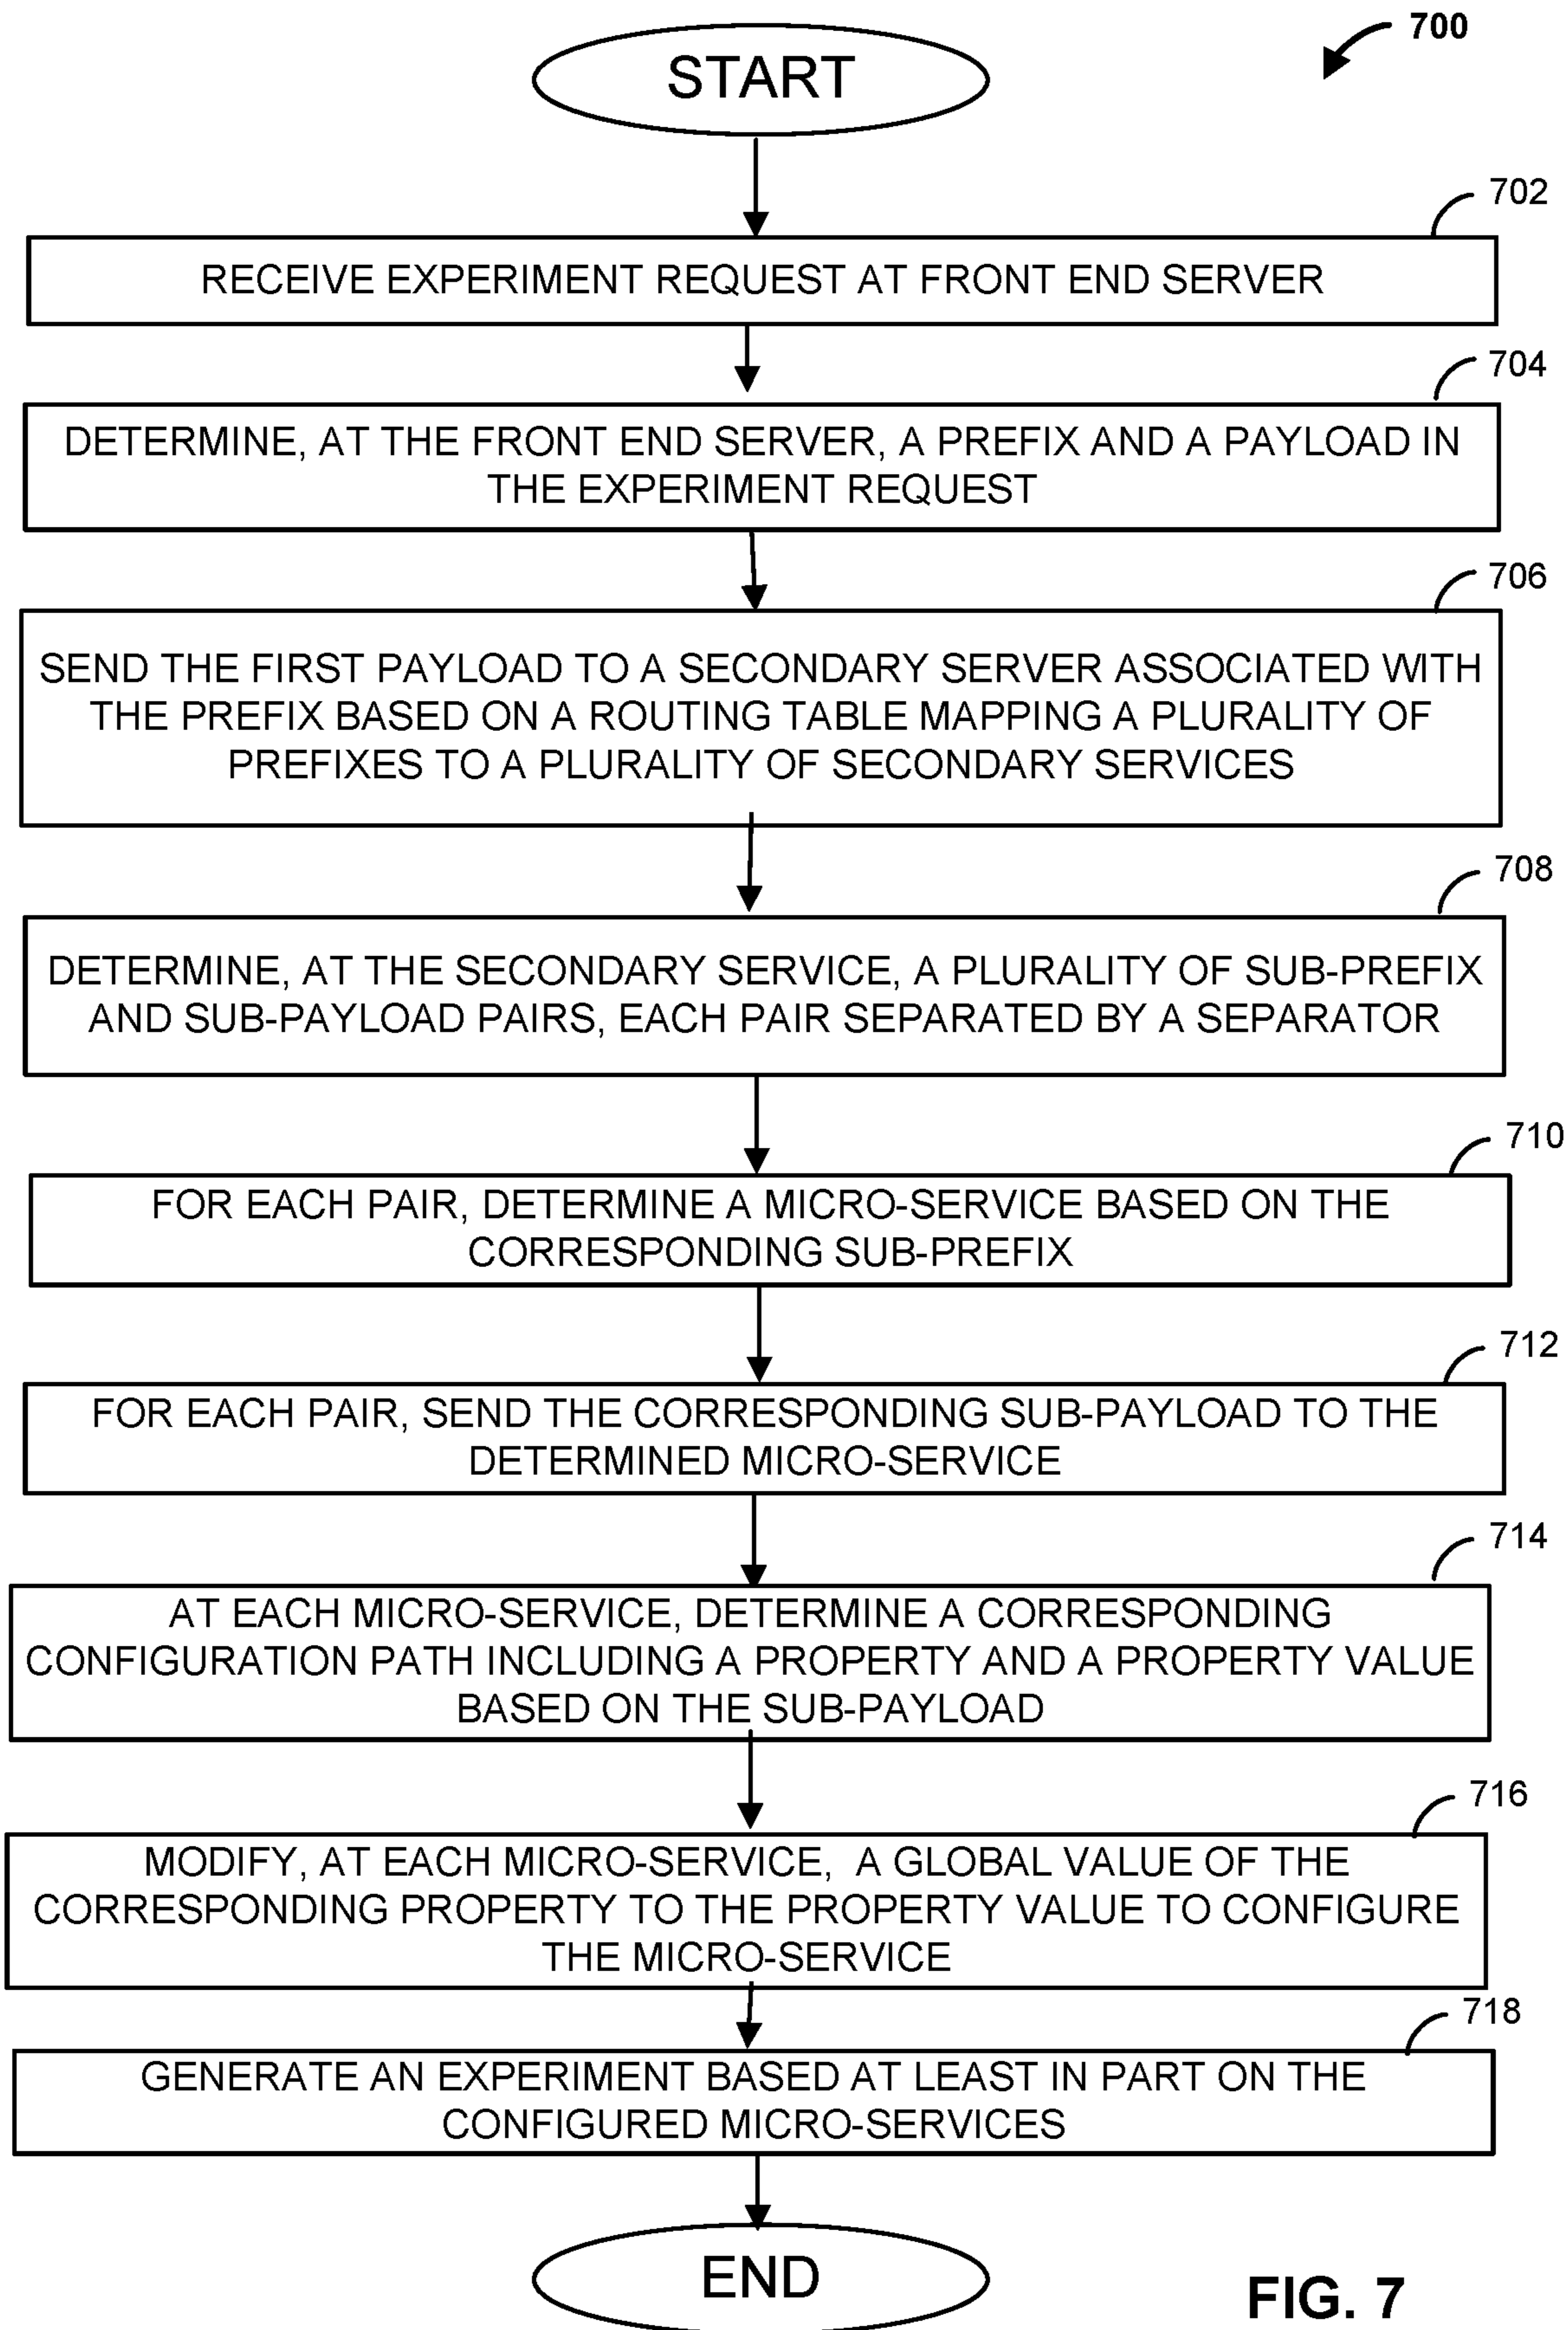 700
START
702
RECEIVE EXPERIMENT REQUEST AT FRONT END SERVER
704
DETERMINE, AT THE FRONT END SERVER, A PREFIX AND A PAYLOAD IN
THE EXPERIMENT REQUEST
706
SEND THE FIRST PAYLOAD TO A SECONDARY SERVER ASSOCIATED WITH
THE PREFIX BASED ON A ROUTING TABLE MAPPING A PLURALITY OF
PREFIXES TO A PLURALITY OF SECONDARY SERVICES
708
DETERMINE, AT THE SECONDARY SERVICE, A PLURALITY OF SUB-PREFIX
AND SUB-PAYLOAD PAIRS, EACH PAIR SEPARATED BY A SEPARATOR
710
FOR EACH PAIR, DETERMINE A MICRO-SERVICE BASED ON THE
CORRESPONDING SUB-PREFIX
712
FOR EACH PAIR, SEND THE CORRESPONDING SUB-PAYLOAD TO THE
DETERMINED MICRO-SERVICE
714
AT EACH MICRO-SERVICE, DETERMINE A CORRESPONDING
CONFIGURATION PATH INCLUDING A PROPERTY AND A PROPERTY VALUE
BASED ON THE SUB-PAYLOAD
716
MODIFY, AT EACH MICRO-SERVICE, A GLOBAL VALUE OF THE
CORRESPONDING PROPERTY TO THE PROPERTY VALUE TO CONFIGURE
THE MICRO-SERVICE
718
GENERATE AN EXPERIMENT BASED AT LEAST IN PART ON THE
CONFIGURED MICRO-SERVICES
END
FIG. 7